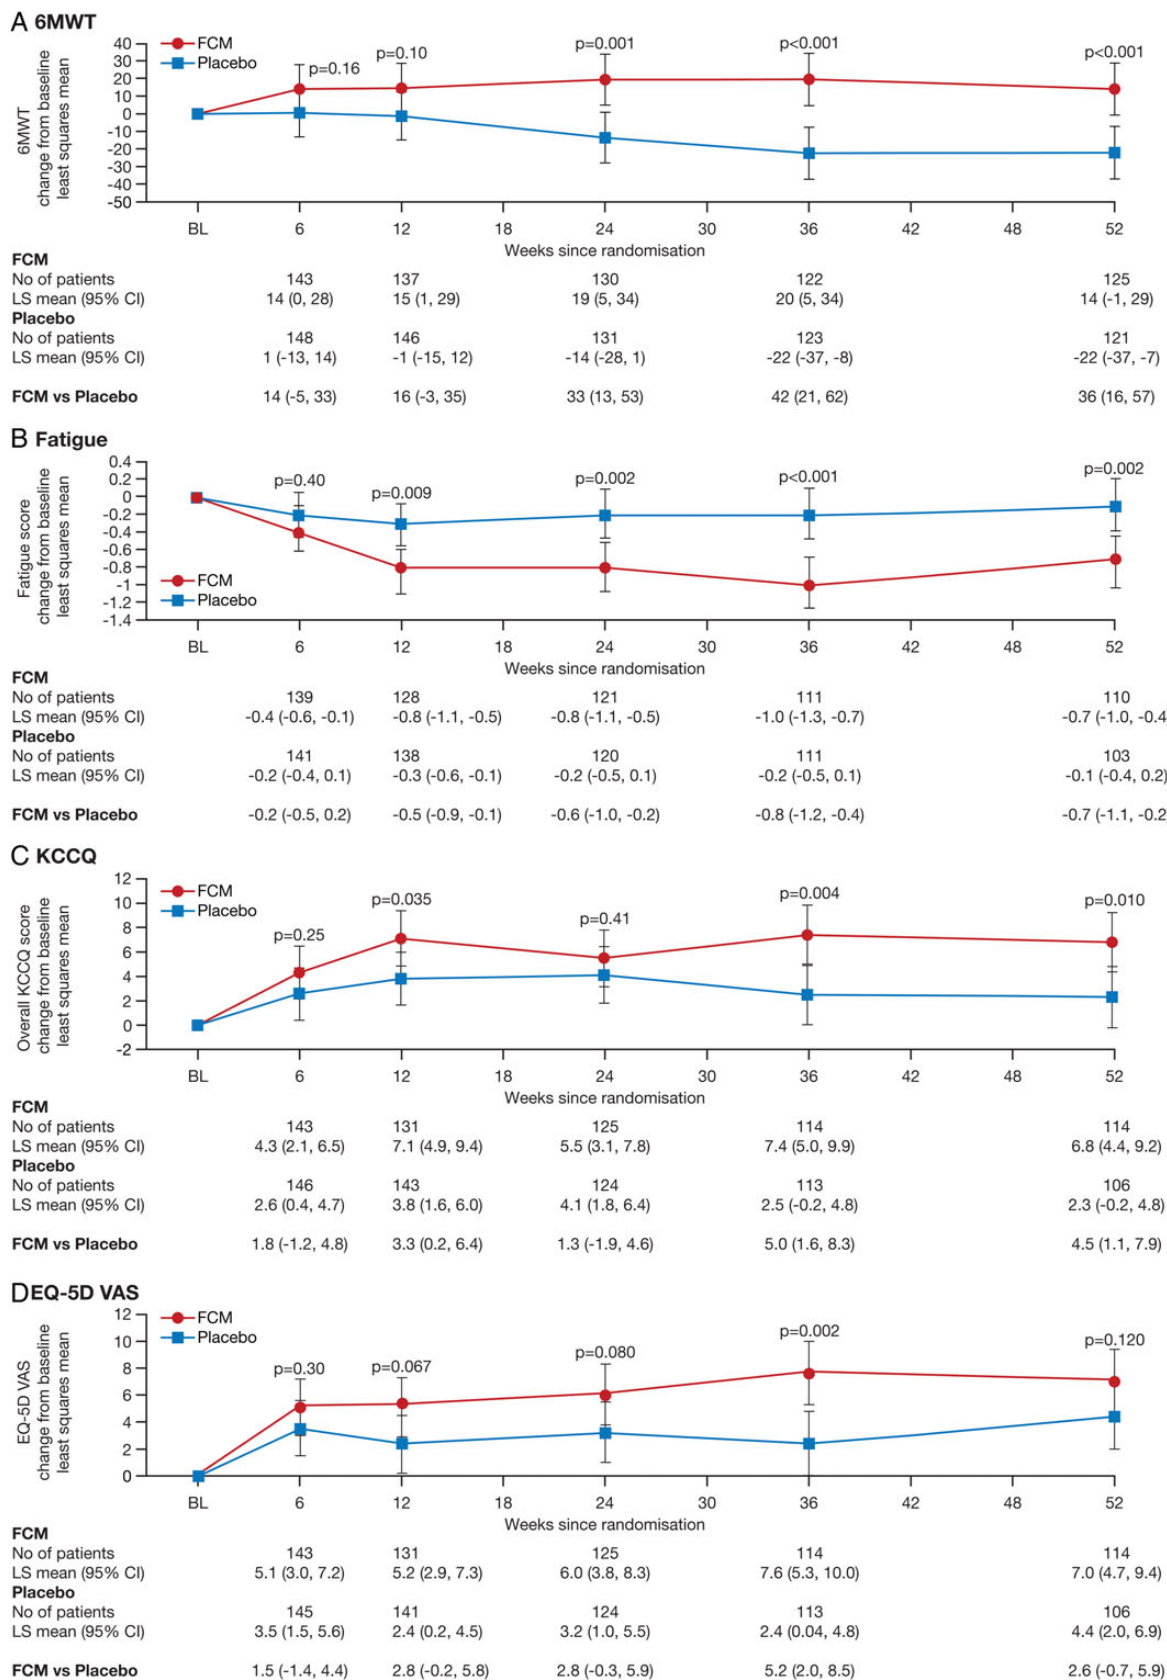 A 6MWT
6MWT
change from baseline
least squares mean
40
30
20
10
0
-10
-20
-30
-40
-50
FCM
Placebo
p=0.16
p=0.10
p=0.001
p<0.001
p<0.001
BL 6 12 18 24 30 36 42 48 52
Weeks since randomisation
FCM
No of patients 143 137 130 122 125
LS mean (95% CI) 14 (0, 28) 15 (1, 29) 19 (5, 34) 20 (5, 34) 14 (-1, 29)
Placebo
No of patients 148 146 131 123 121
LS mean (95% CI) 1 (-13, 14) -1 (-15, 12) -14 (-28, 1) -22 (-37, -8) -22 (-37, -7)
FCM vs Placebo 14 (-5, 33) 16 (-3, 35) 33 (13, 53) 42 (21, 62) 36 (16, 57)
B Fatigue
Fatigue score
change from baseline
least squares mean
0.4
0.2
0
-0.2
-0.4
-0.6
-0.8
-1
-1.2
-1.4
p=0.40
p=0.009
p=0.002
p<0.001
p=0.002
FCM
Placebo
BL 6 12 18 24 30 36 42 48 52
Weeks since randomisation
FCM
No of patients 139 128 121 111 110
LS mean (95% CI) -0.4 (-0.6, -0.1) -0.8 (-1.1, -0.5) -0.8 (-1.1, -0.5) -1.0 (-1.3, -0.7) -0.7 (-1.0, -0.4
Placebo
No of patients 141 138 120 111 103
LS mean (95% CI) -0.2 (-0.4, 0.1) -0.3 (-0.6, -0.1) -0.2 (-0.5, 0.1) -0.2 (-0.5, 0.1) -0.1 (-0.4, 0.2)
FCM vs Placebo -0.2 (-0.5, 0.2) -0.5 (-0.9, -0.1) -0.6 (-1.0, -0.2) -0.8 (-1.2, -0.4) -0.7 (-1.1, -0.2
C KCCQ
Overall KCCQ score
change from baseline
least squares mean
12
10
8
6
4
2
0
-2
FCM
Placebo
p=0.25
p=0.035
p=0.41
p=0.004
p=0.010
BL 6 12 18 24 30 36 42 48 52
Weeks since randomisation
FCM
No of patients 143 131 125 114 114
LS mean (95% CI) 4.3 (2.1, 6.5) 7.1 (4.9, 9.4) 5.5 (3.1, 7.8) 7.4 (5.0, 9.9) 6.8 (4.4, 9.2)
Placebo
No of patients 146 143 124 113 106
LS mean (95% CI) 2.6 (0.4, 4.7) 3.8 (1.6, 6.0) 4.1 (1.8, 6.4) 2.5 (-0.2, 4.8) 2.3 (-0.2, 4.8)
FCM vs Placebo 1.8 (-1.2, 4.8) 3.3 (0.2, 6.4) 1.3 (-1.9, 4.6) 5.0 (1.6, 8.3) 4.5 (1.1, 7.9)
D EQ-5D VAS
EQ-5D VAS
change from baseline
least squares mean
12
10
8
6
4
2
0
FCM
Placebo
p=0.30
p=0.067
p=0.080
p=0.002
p=0.120
BL 6 12 18 24 30 36 42 48 52
Weeks since randomisation
FCM
No of patients 143 131 125 114 114
LS mean (95% CI) 5.1 (3.0, 7.2) 5.2 (2.9, 7.3) 6.0 (3.8, 8.3) 7.6 (5.3, 10.0) 7.0 (4.7, 9.4)
Placebo
No of patients 145 141 124 113 106
LS mean (95% CI) 3.5 (1.5, 5.6) 2.4 (0.2, 4.5) 3.2 (1.0, 5.5) 2.4 (0.04, 4.8) 4.4 (2.0, 6.9)
FCM vs Placebo 1.5 (-1.4, 4.4) 2.8 (-0.2, 5.8) 2.8 (-0.3, 5.9) 5.2 (2.0, 8.5) 2.6 (-0.7, 5.9)